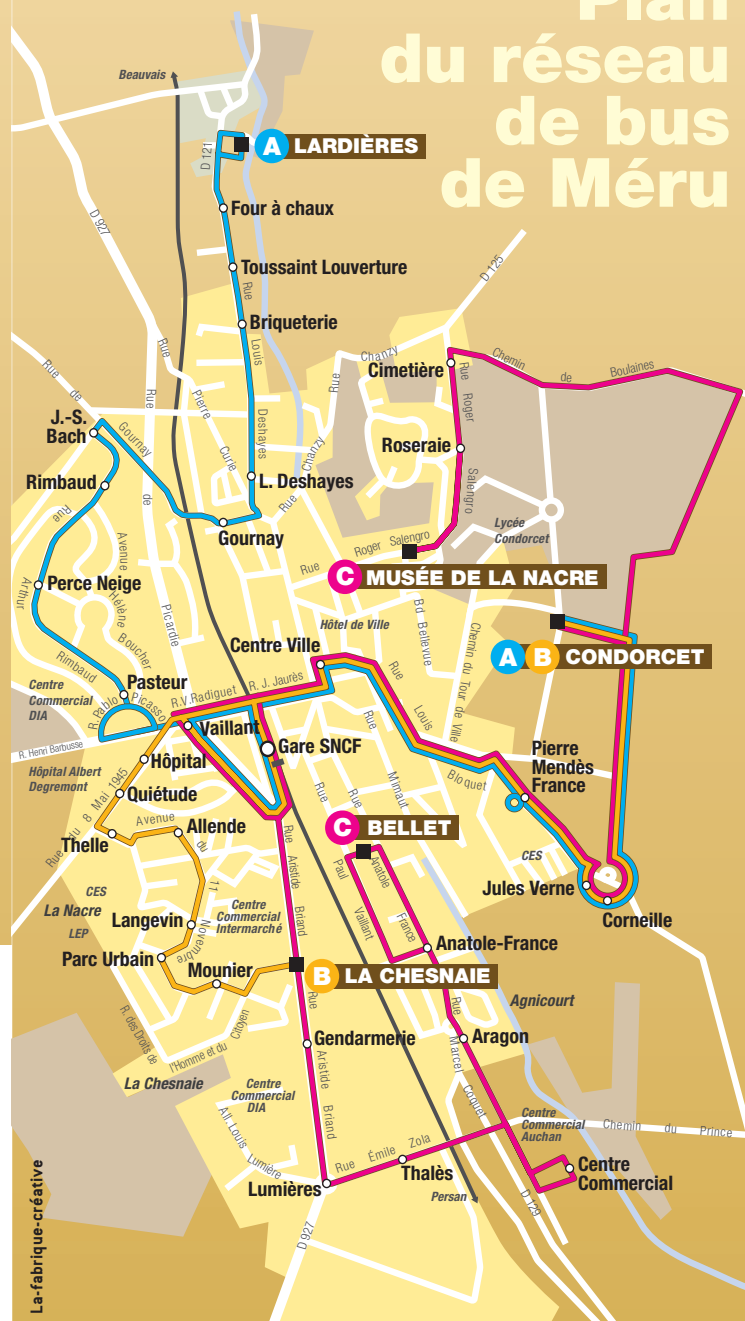 Plan
du réseau
de bus
de Méru
Beauvais
D 121
A LARDIÈRES
D 927
Four à chaux
Toussaint Louverture
Rue
Louis
Deshayes
Briqueterie
D 125
Rue
Chanzy
Cimetière
Chemin
de
Boulaines
Rue
de
Gournay
Rue
Pierre
Curie
Rue
de
Picardie
Rue
Roger
Salengro
J.-S.
Bach
Roseraie
Rimbaud
L. Deshayes
Rue
Chanzy
Gournay
Lycée
Condorcet
Rue
Roger
Salengro
C MUSÉE DE LA NACRE
Rue
Arthur
Rimbaud
Avenue
Hélène
Boucher
Perce Neige
Hôtel de Ville
Bd
Bellevue
Chemin du Tour de Ville
Centre Ville
A B CONDORCET
Centre
Commercial
DIA
Pasteur
R. Pablo
Picasso
R.V.Radiguet
R. J. Jaurès
Rue
Louis
Bloquet
R. Henri Barbusse
Vaillant
Gare SNCF
Rue
Mimaut
Rue
Rue
Pierre
Mendès
France
Hôpital Albert
Degremont
Hôpital
Quiétude
Rue du 8 Mai 1945
Avenue
du
11
Novembre
Allende
Thelle
C BELLET
Rue
Aristide
Briand
Paul
Vaillant
Anatole
France
CES
Jules Verne
Corneille
CES
La Nacre
LEP
Langevin
Centre
Commercial
Intermarché
Anatole-France
Parc Urbain
Mounier
B LA CHESNAIE
Agnicourt
R. des Droits de
l'Homme et du
Citoyen
Rue
Aristide
Briand
Gendarmerie
Rue
Marcel
Coquet
Aragon
La Chesnaie
Centre
Commercial
DIA
All. Louis
Lumière
Centre
Commercial
Auchan
Chemin
du
Prince
Rue
Émile
Zola
Thalès
Centre
Commercial
Lumières
Persan
D 129
D 927
La-fabrique-créative